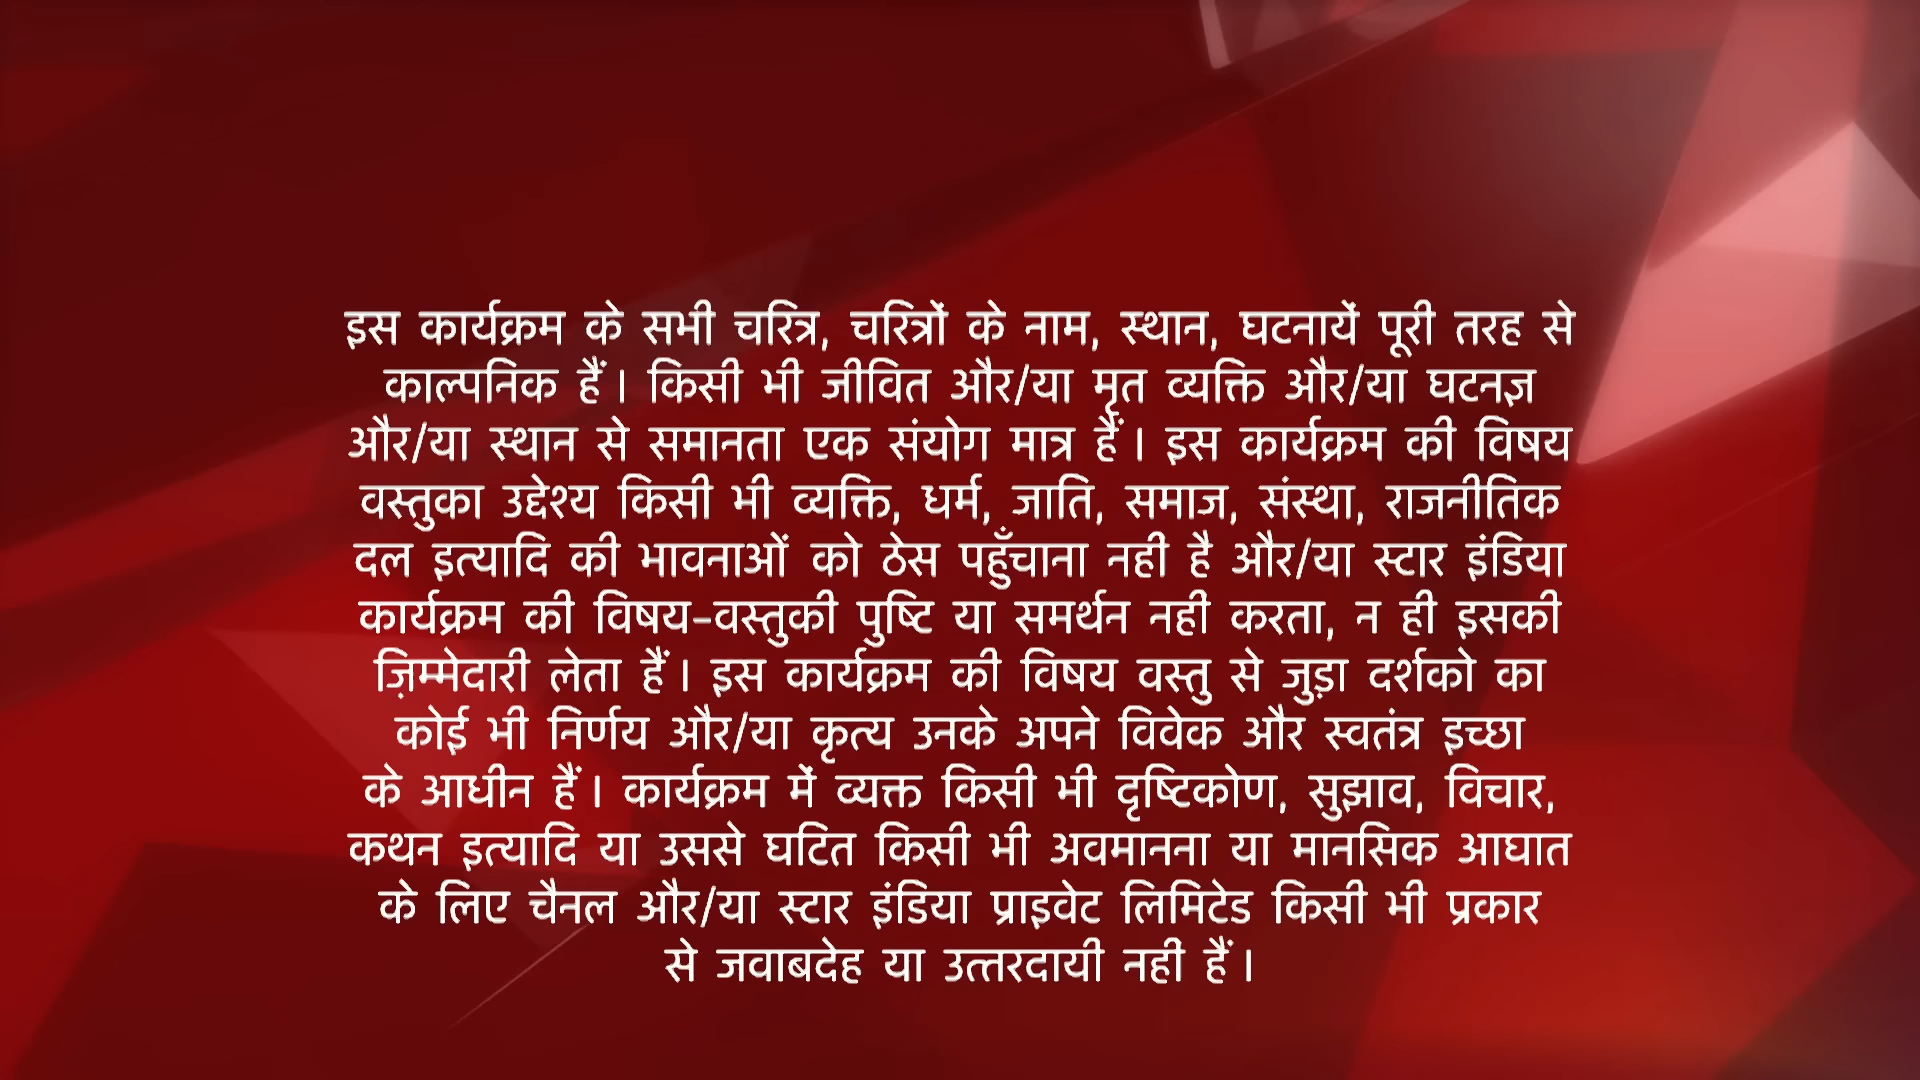 इस कार्यक्रम के सभी चरित्र, चरित्रों के नाम, स्थान, घटनायें पूरी तरह से
काल्पनिक हैं। किसी भी जीवित और/या मृत व्यक्ति और/या घटनज्ञ
और/या स्थान से समानता एक संयोग मात्र हैं। इस कार्यक्रम की विषय
वस्तुका उद्देश्य किसी भी व्यक्ति, धर्म, जाति, समाज, संस्था, राजनीतिक
दल इत्यादि की भावनाओं को ठेस पहुँचाना नही है और/या स्टार इंडिया
कार्यक्रम की विषय-वस्तुकी पुष्टि या समर्थन नही करता, न ही इसकी
ज़िम्मेदारी लेता हैं। इस कार्यक्रम की विषय वस्तु से जुड़ा दर्शको का
कोई भी निर्णय और/या कृत्य उनके अपने विवेक और स्वतंत्र इच्छा
के आधीन हैं। कार्यक्रम में व्यक्त किसी भी दृष्टिकोण, सुझाव, विचार,
कथन इत्यादि या उससे घटित किसी भी अवमानना या मानसिक आघात
के लिए चैनल और/या स्टार इंडिया प्राइवेट लिमिटेड किसी भी प्रकार
से जवाबदेह या उत्तरदायी नही हैं।